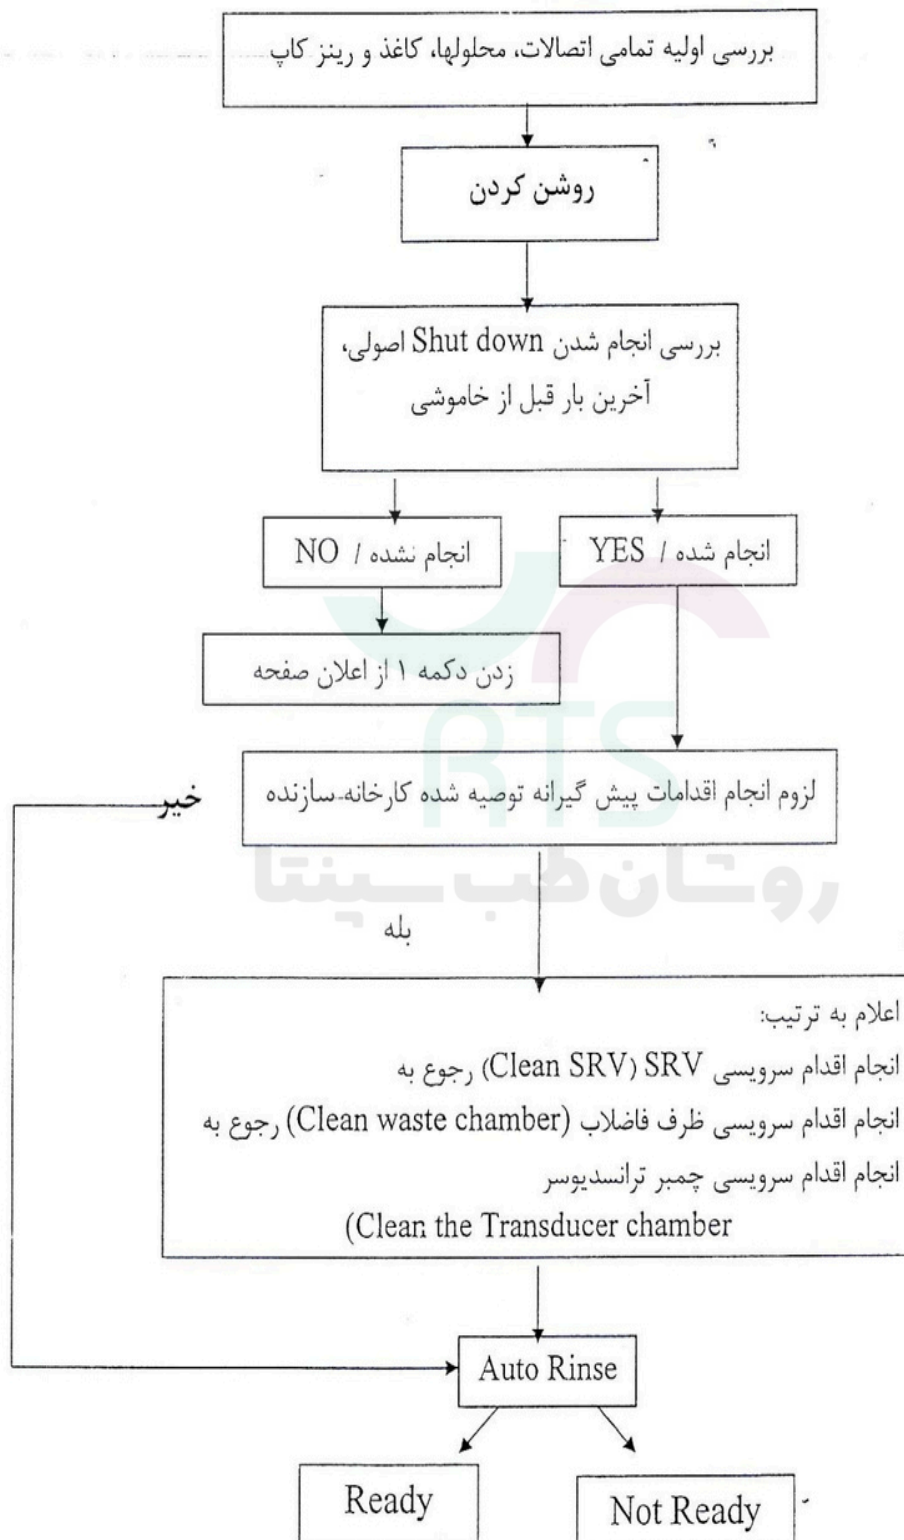 بررسی اولیه تمامی اتصالات، محلولها، کاغذ و رینز کاپ
روشن کردن
بررسی انجام شدن Shut down اصولی،
آخرین بار قبل از خاموشی
انجام شده / YES
انجام نشده / NO
زدن دکمه ۱ از اعلان صفحه
لزوم انجام اقدامات پیش گیرانه توصیه شده کارخانه-سازنده
خیر
RTS
روشان طب سینتا
بله
اعلام به ترتیب:
انجام اقدام سرویسی SRV (Clean SRV) رجوع به
انجام اقدام سرویسی ظرف فاضلاب (Clean waste chamber) رجوع به
انجام اقدام سرویسی چمبر ترانسدیوسر
(Clean the Transducer chamber
Auto Rinse
Ready
Not Ready